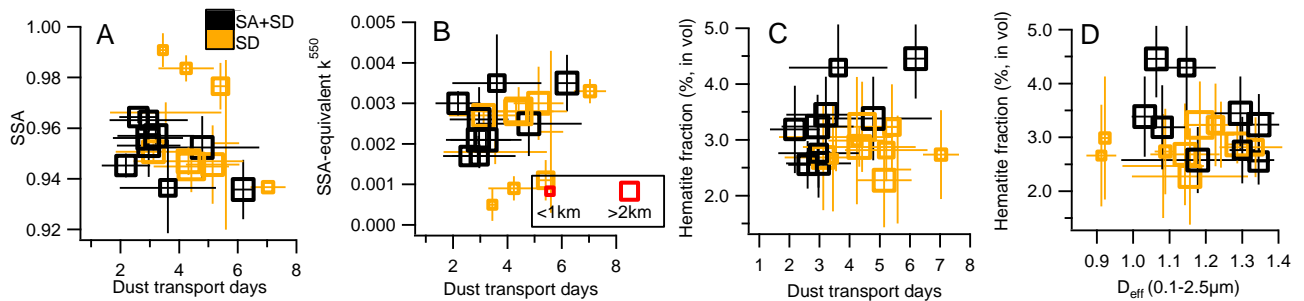 A
SA+SD
SD
SSA
1.00
0.98
0.96
0.94
0.92
2
4
6
8
Dust transport days
B
SSA-equivalent k^550
0.005
0.004
0.003
0.002
0.001
0.000
<1km
>2km
2
4
6
8
Dust transport days
C
Hematite fraction (%, in vol)
5.0
4.0
3.0
2.0
1 2 3 4 5 6 7 8
Dust transport days
D
Hematite fraction (%, in vol)
5.0
4.0
3.0
2.0
0.9 1.0 1.1 1.2 1.3 1.4
D_eff (0.1-2.5µm)